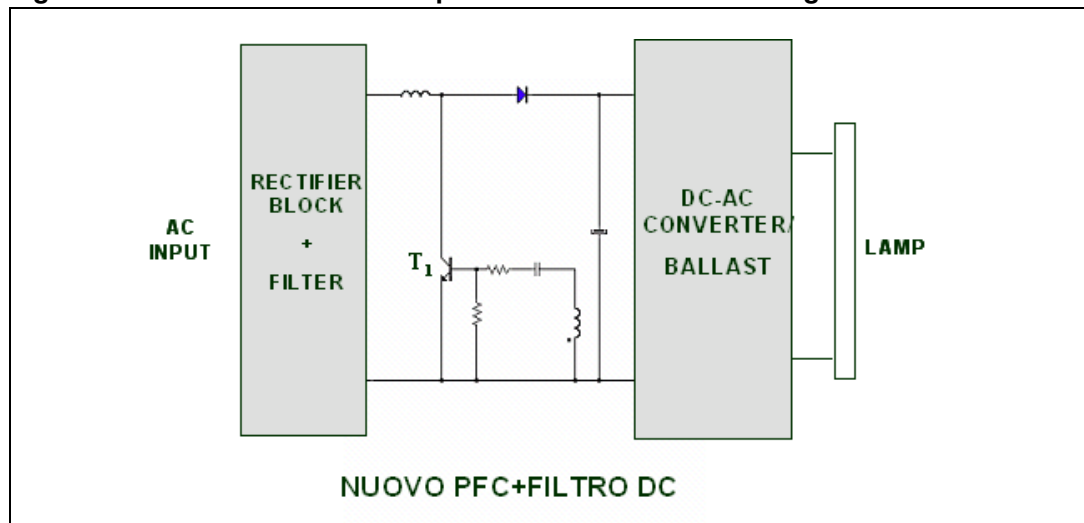 RECTIFIER
BLOCK
+
FILTER
AC
INPUT
T1
DC-AC
CONVERTER/
BALLAST
LAMP
NUOVO PFC+FILTRO DC